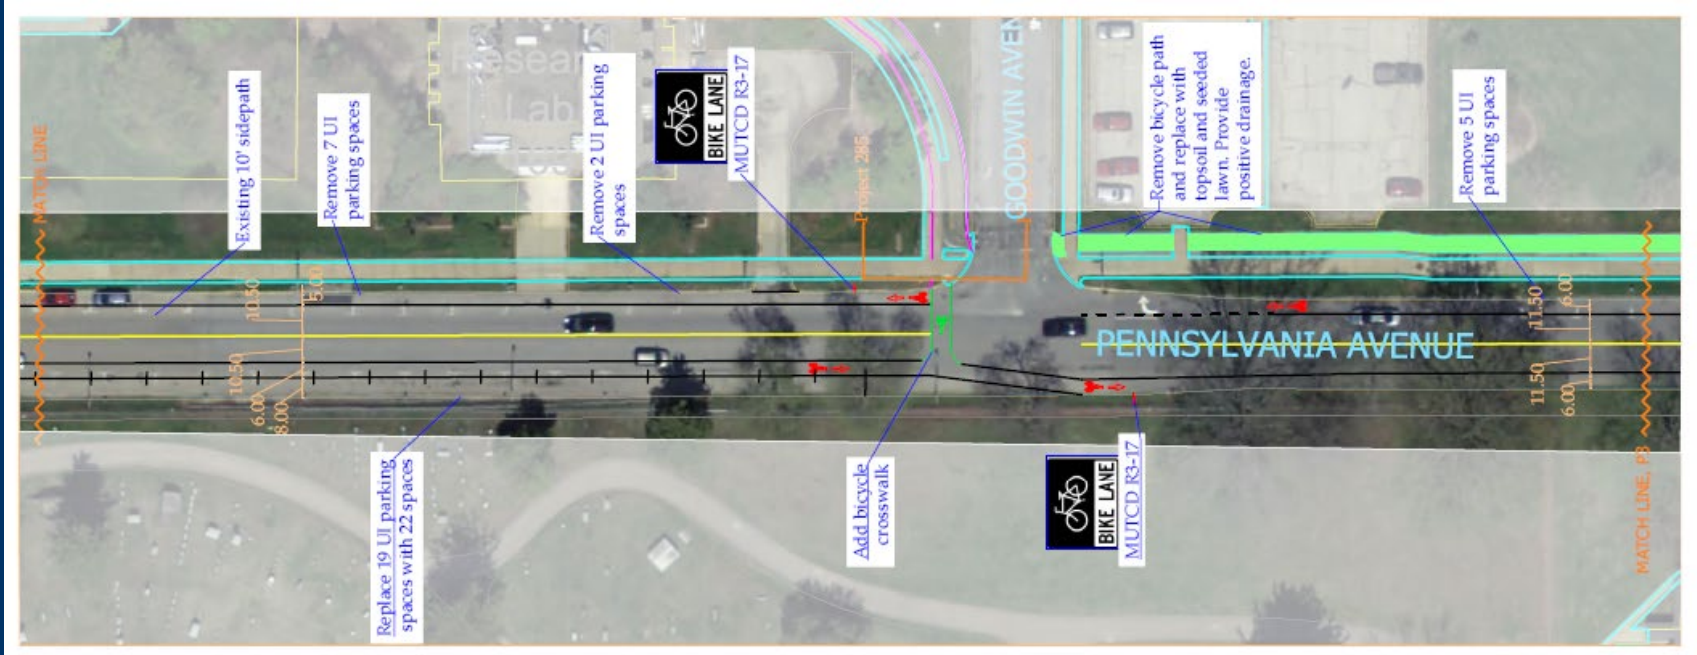 MATCH LINE
Existing 10' sidepath
Remove 7 UI
parking spaces
Remove 2 UI parking
spaces
BIKE LANE
MUTCD R3-17
Project 285
GOODWIN AVEN
Remove bicycle path
and replace with
topsoil and seeded
lawn. Provide
positive drainage.
Remove 5 UI
parking spaces
10.50
5.00
10.50
6.00
8.00
11.50
6.00
11.50
6.00
PENNSYLVANIA AVENUE
Replace 19 UI parking
spaces with 22 spaces
Add bicycle
crosswalk
BIKE LANE
MUTCD R3-17
MATCH LINE, P3